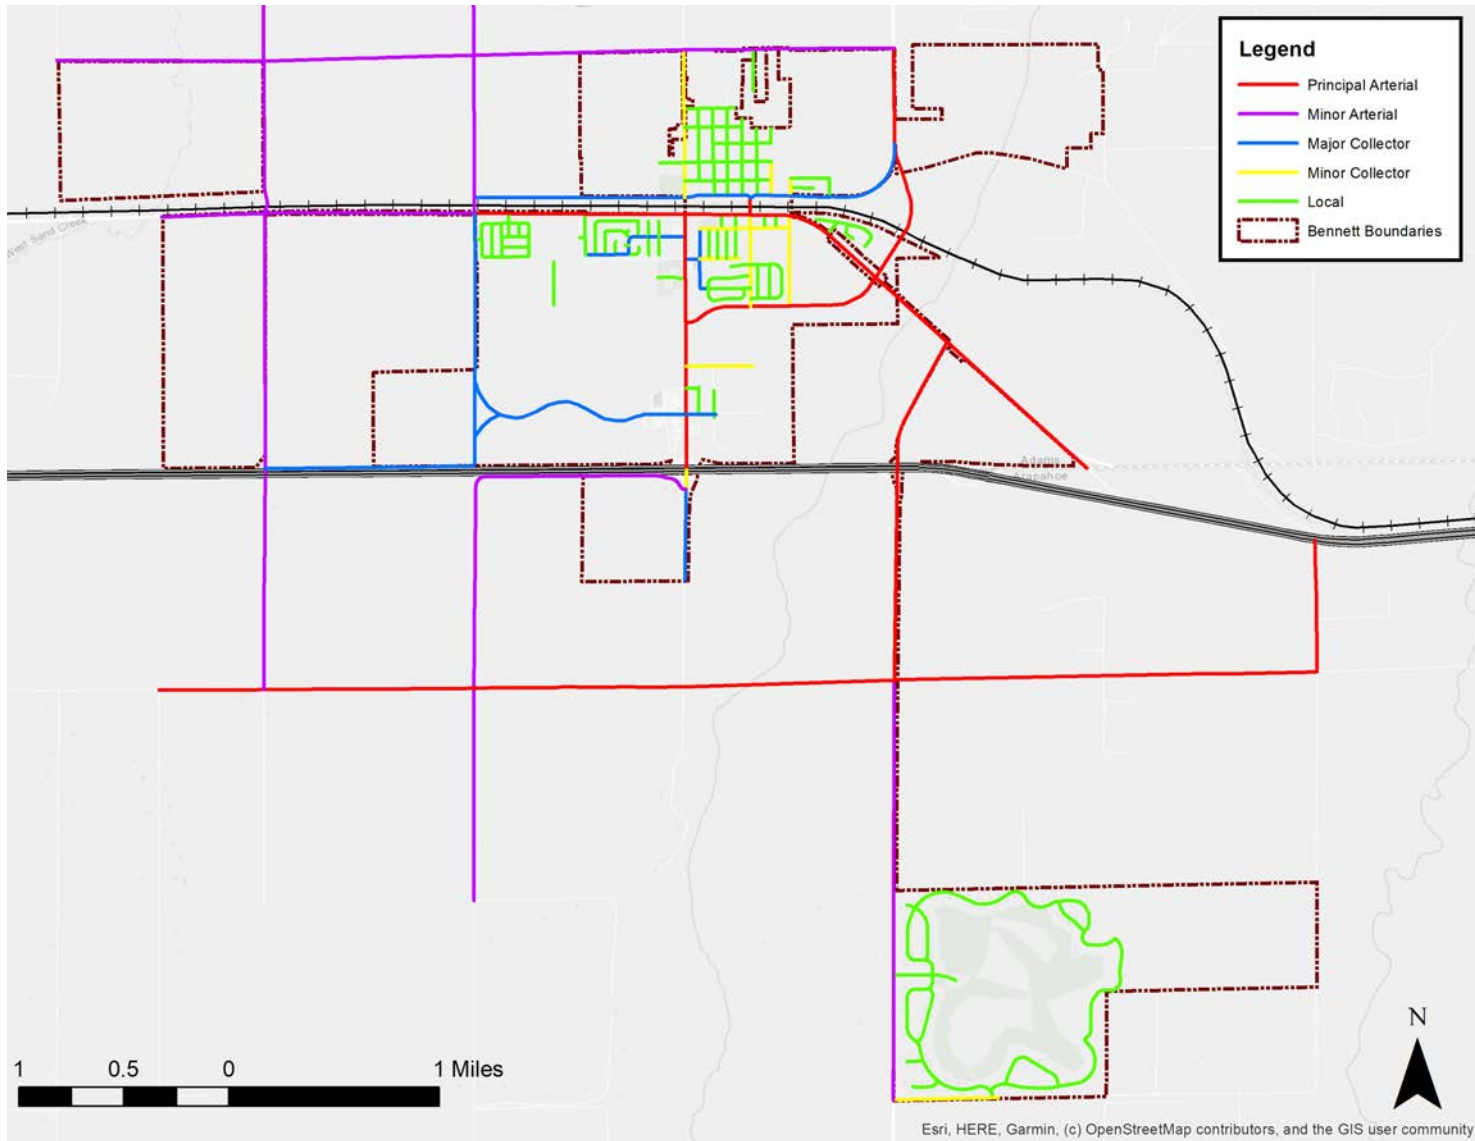 Legend
Principal Arterial
Minor Arterial
Major Collector
Minor Collector
Local
Bennett Boundaries
West Sand Creek
Adams
Arapahoe
N
1 0.5 0 1 Miles
Esri, HERE, Garmin, (c) OpenStreetMap contributors, and the GIS user community